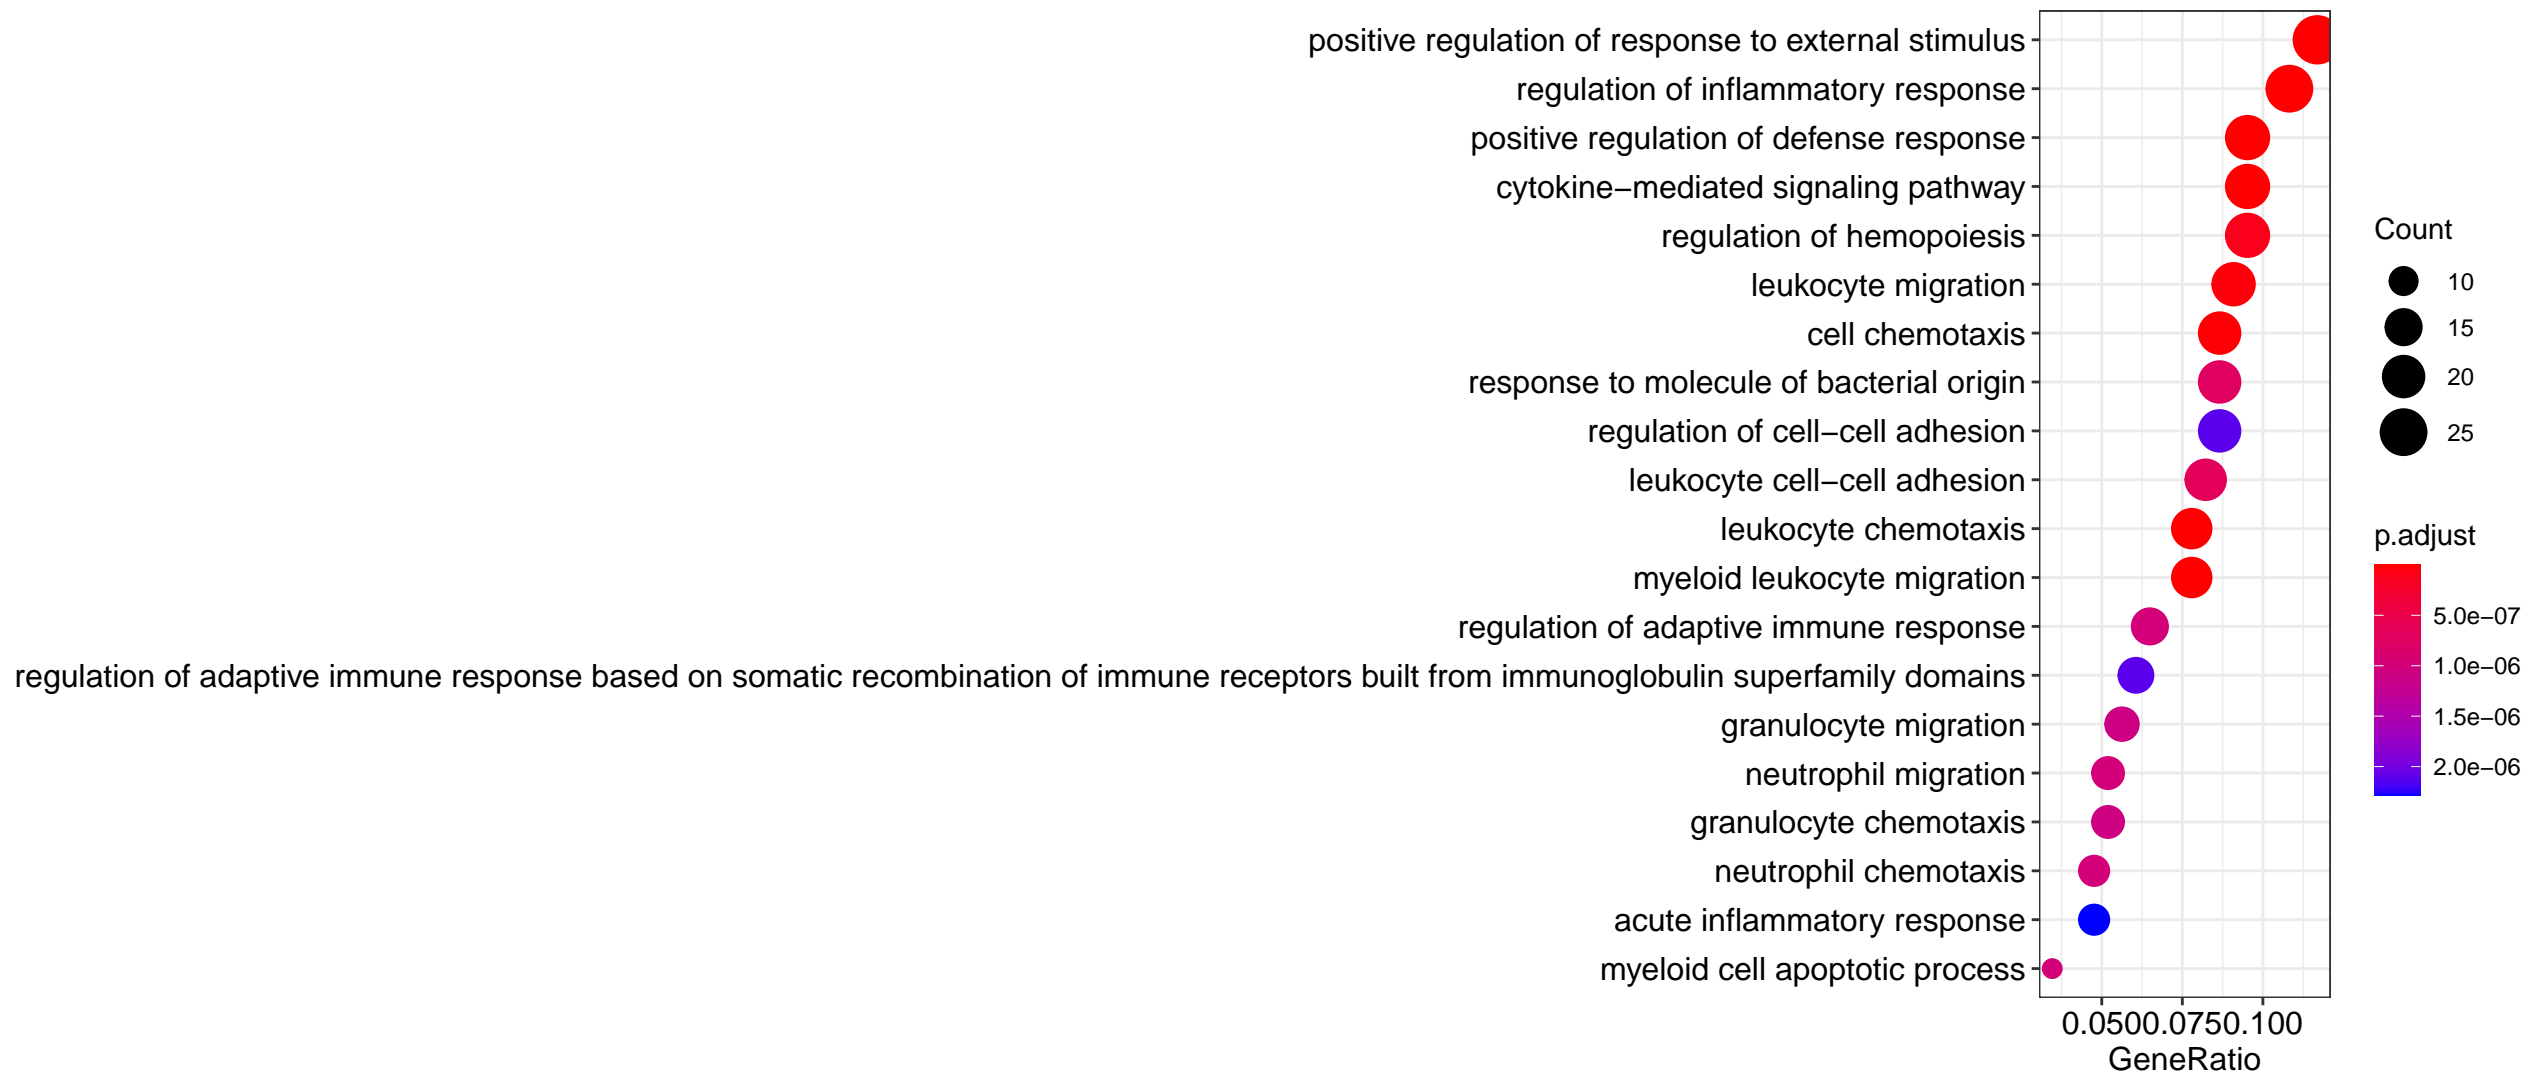 positive regulation of response to external stimulus
regulation of inflammatory response
positive regulation of defense response
cytokine−mediated signaling pathway
regulation of hemopoiesis
leukocyte migration
cell chemotaxis
response to molecule of bacterial origin
regulation of cell−cell adhesion
leukocyte cell−cell adhesion
leukocyte chemotaxis
myeloid leukocyte migration
regulation of adaptive immune response
regulation of adaptive immune response based on somatic recombination of immune receptors built from immunoglobulin superfamily domains
granulocyte migration
neutrophil migration
granulocyte chemotaxis
neutrophil chemotaxis
acute inflammatory response
myeloid cell apoptotic process
0.050 0.075 0.100
GeneRatio
Count
10
15
20
25
p.adjust
5.0e−07
1.0e−06
1.5e−06
2.0e−06